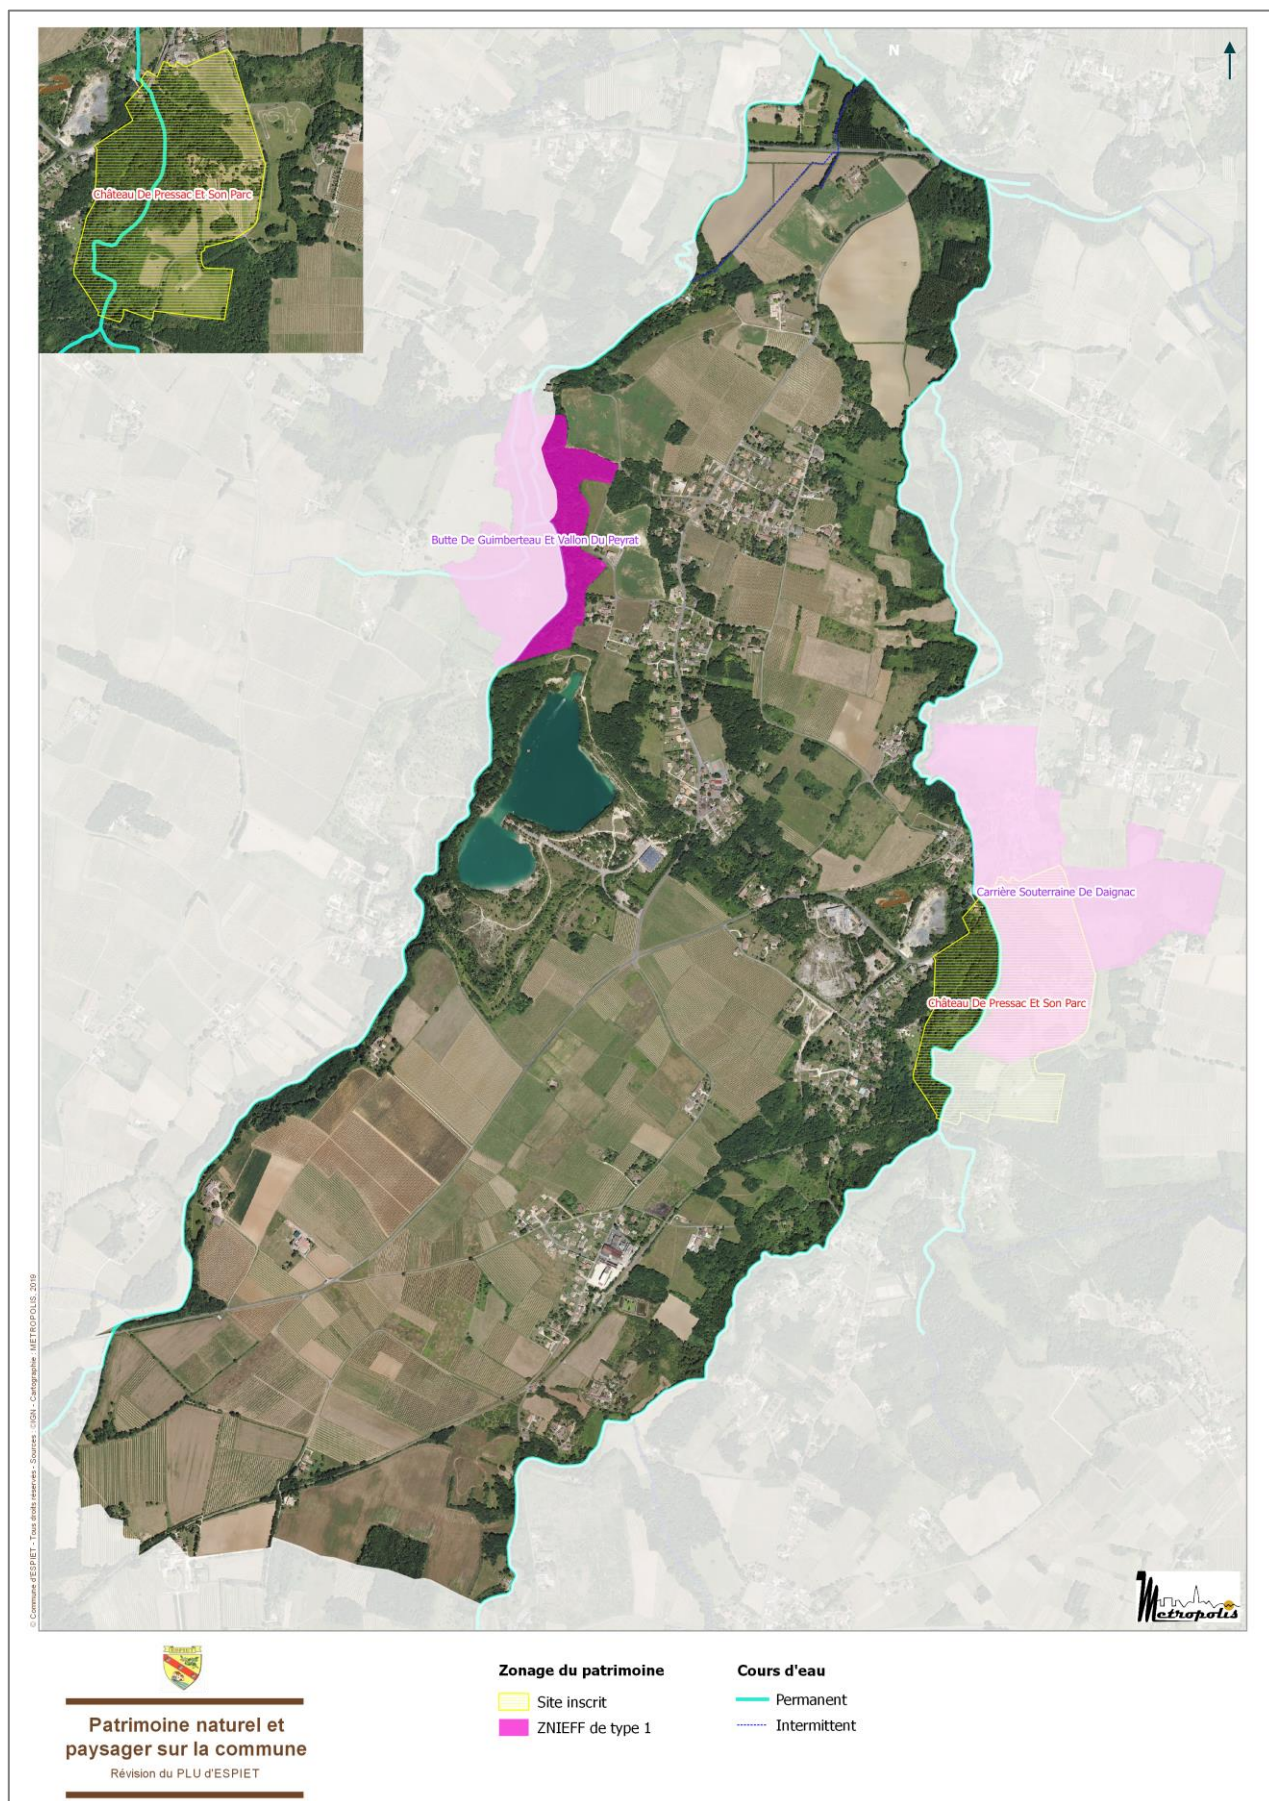 N
Château De Pressac Et Son Parc
Butte De Guimberteau Et Vallon Du Peyrat
Carrière Souterraine De Daignac
Château De Pressac Et Son Parc
© Commune d'ESPIET - Tous droits réservés - Sources : ©IGN - Cartographie : METROPOLIS, 2019
Metropolis
ESPIET
Patrimoine naturel et
paysager sur la commune
Révision du PLU d'ESPIET
Zonage du patrimoine
Site inscrit
ZNIEFF de type 1
Cours d'eau
Permanent
Intermittent